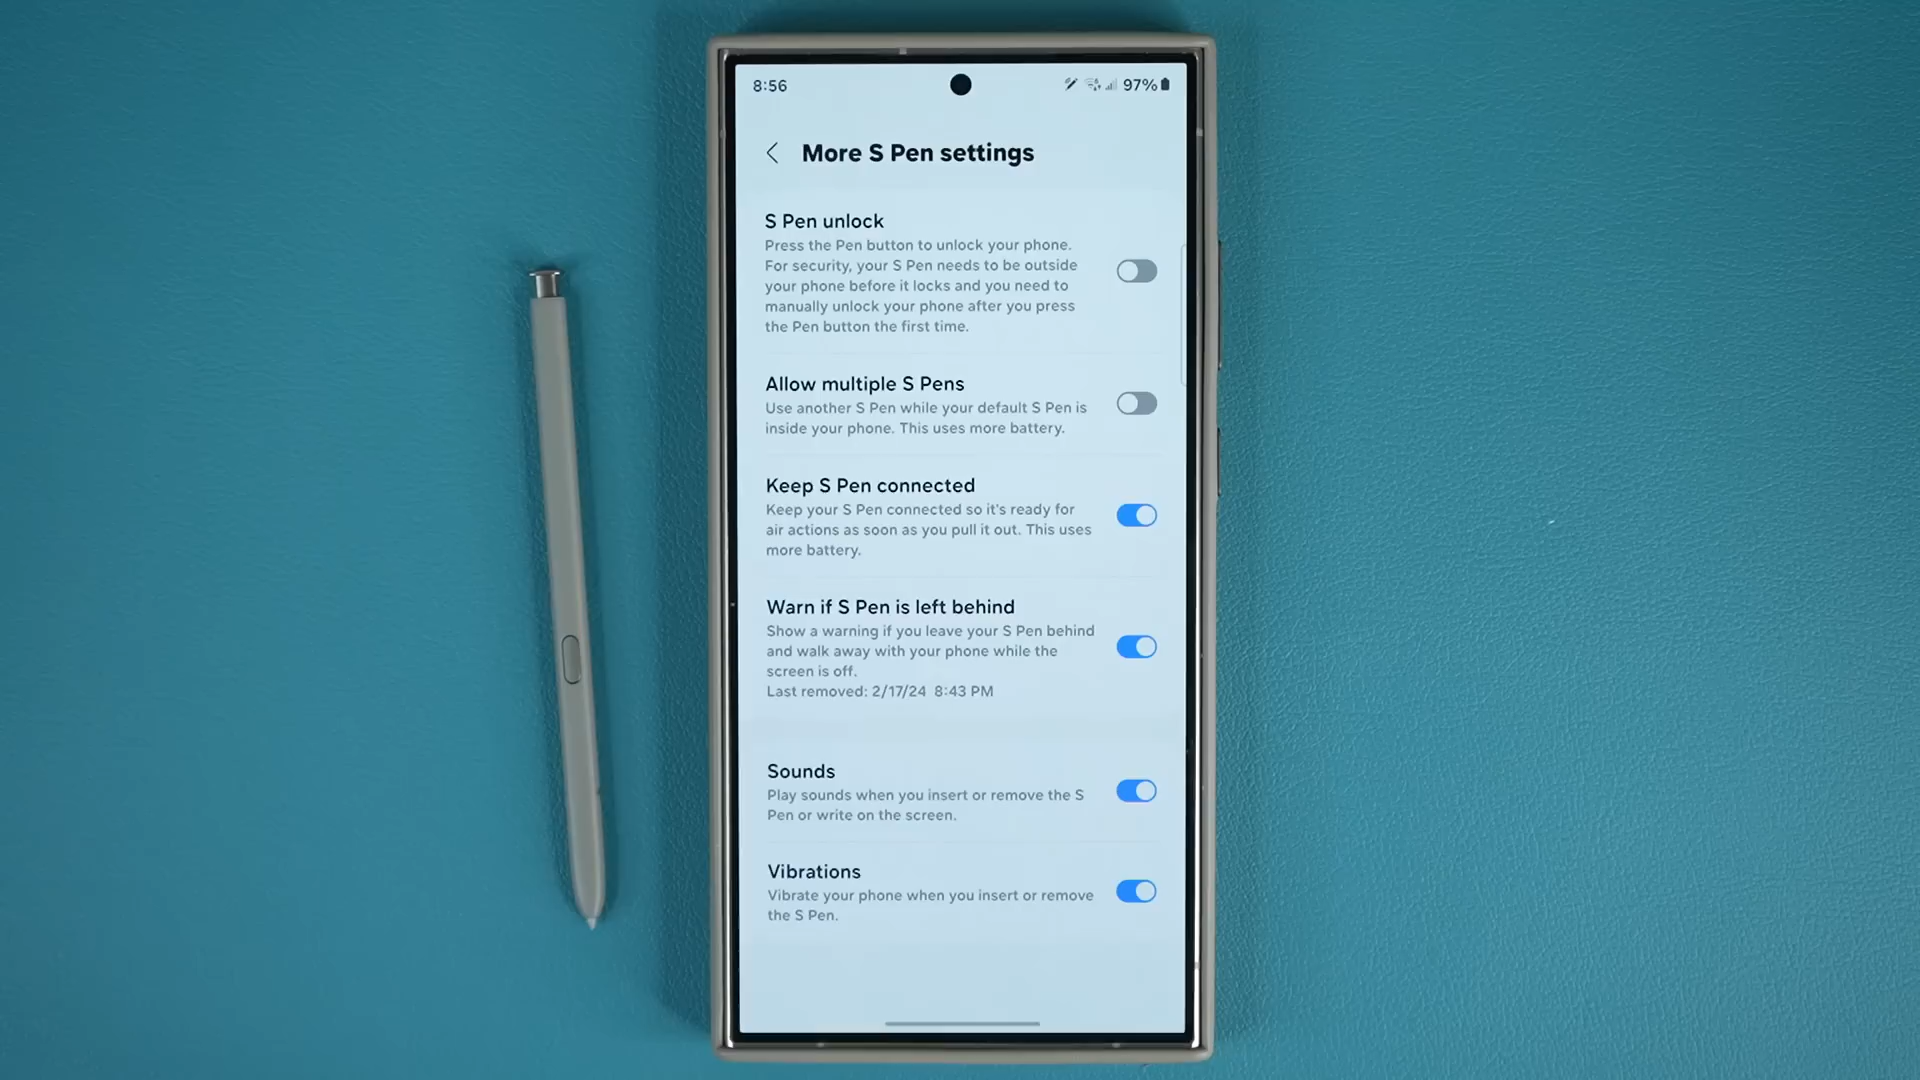 8:56
97%
More S Pen settings
S Pen unlock
Press the Pen button to unlock your phone.
For security, your S Pen needs to be outside
your phone before it locks and you need to
manually unlock your phone after you press
the Pen button the first time.
Allow multiple S Pens
Use another S Pen while your default S Pen is
inside your phone. This uses more battery.
Keep S Pen connected
Keep your S Pen connected so it's ready for
air actions as soon as you pull it out. This uses
more battery.
Warn if S Pen is left behind
Show a warning if you leave your S Pen behind
and walk away with your phone while the
screen is off.
Last removed: 2/17/24 8:43 PM
Sounds
Play sounds when you insert or remove the S
Pen or write on the screen.
Vibrations
Vibrate your phone when you insert or remove
the S Pen.